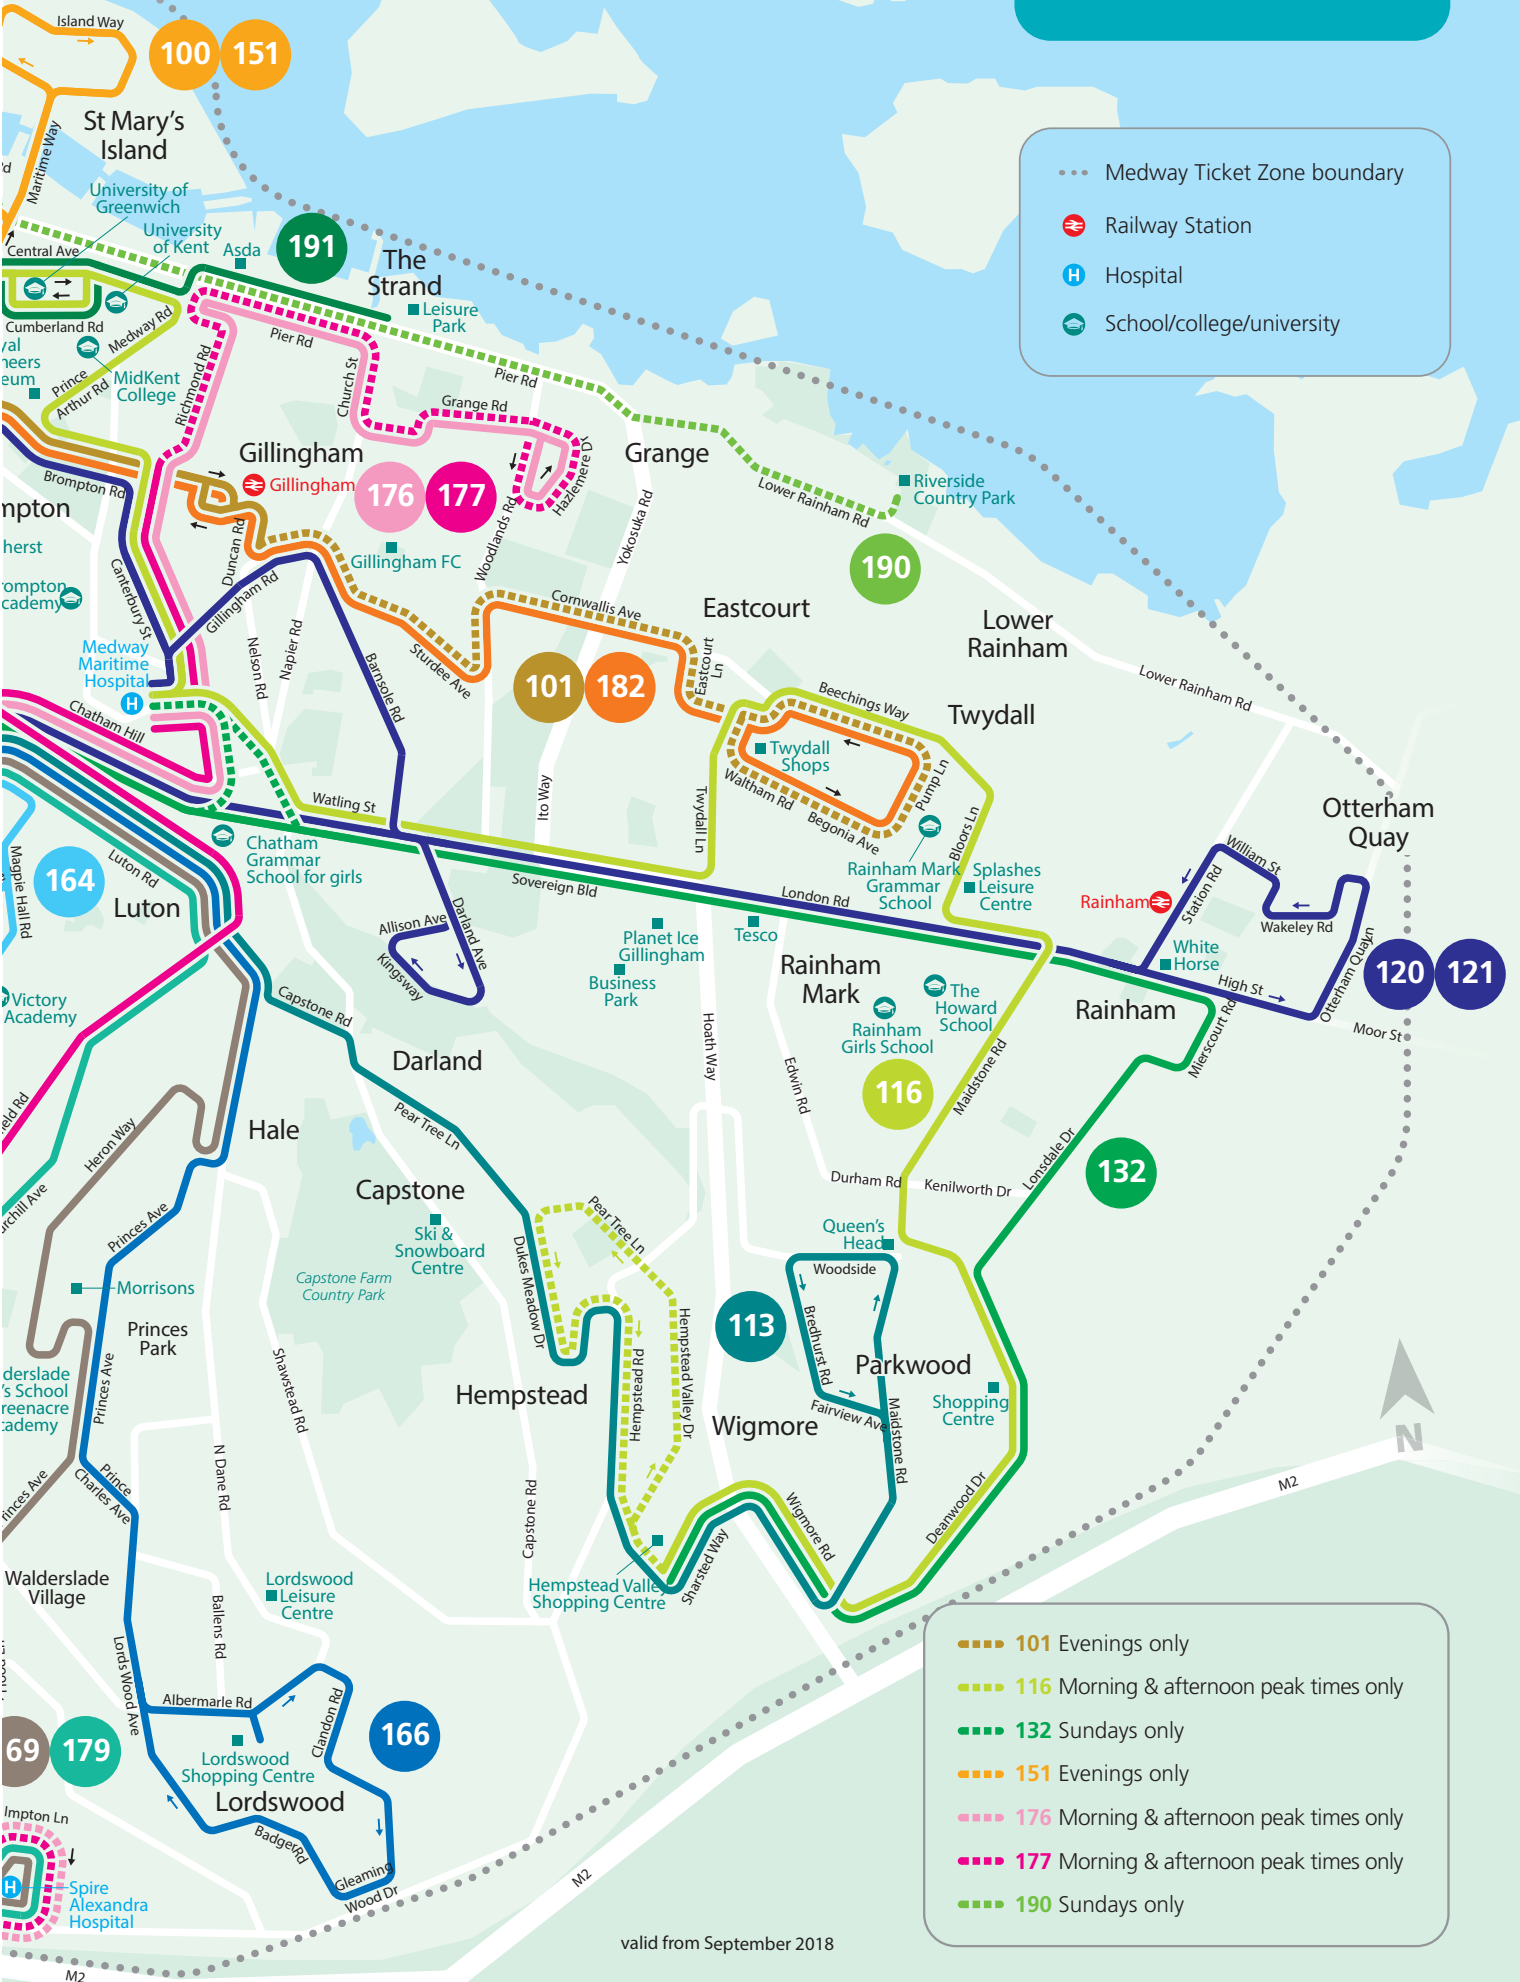 Island Way
100
151
St Mary's
Island
Maritime Way
University of
Greenwich
University
of Kent
Asda
191
The
Strand
Leisure
Park
Central Ave
Cumberland Rd
Medway Rd
Prince
Arthur Rd
MidKent
College
Richmond Rd
Pier Rd
Church St
Pier Rd
Grange Rd
Hazlemere Dr
Grange
Medway Ticket Zone boundary
Railway Station
Hospital
School/college/university
Gillingham
Gillingham
176
177
Gillingham FC
Woodlands Rd
Yokosuka Rd
Lower Rainham Rd
Riverside
Country Park
190
Brompton Rd
Canterbury St
Duncan Rd
Gillingham Rd
Nelson Rd
Napier Rd
Barnsole Rd
Sturdee Ave
Cornwallis Ave
Eastcourt
Eastcourt
Ln
Lower
Rainham
Lower Rainham Rd
Medway
Maritime
Hospital
H
101
182
Chatham Hill
Beechings Way
Twydall
Twydall
Shops
Waltham Rd
Begonia Ave
Pump Ln
Bloors Ln
Twydall Ln
Ito Way
Watling St
Sovereign Bld
London Rd
Otterham
Quay
William St
Station Rd
Wakeley Rd
Rainham
White
Horse
High St
Otterham Quay
120
121
Moor St
Mierscourt Rd
Rainham
164
Magpie Hall Rd
Luton Rd
Luton
Chatham
Grammar
School for girls
Rainham Mark
Grammar
School
Splashes
Leisure
Centre
Allison Ave
Kingsway
Darland Ave
Planet Ice
Gillingham
Business
Park
Tesco
Rainham
Mark
The
Howard
School
Rainham
Girls School
116
Maidstone Rd
Edwin Rd
Hoath Way
Victory
Academy
Capstone Rd
Darland
Pear Tree Ln
Hale
Heron Way
Capstone
Ski &
Snowboard
Centre
Capstone Farm
Country Park
Princes Ave
Morrisons
Princes
Park
Princes Ave
Dukes Meadow Dr
Pear Tree Ln
Hempstead Valley Dr
Hempstead Rd
Hempstead
Durham Rd
Kenilworth Dr
Lonsdale Dr
132
Queen's
Head
Woodside
113
Bredhurst Rd
Parkwood
Fairview Ave
Maidstone Rd
Shopping
Centre
Wigmore
Wigmore Rd
Deanwood Dr
Sharsted Way
Hempstead Valley
Shopping Centre
Shawstead Rd
N Dane Rd
Capstone Rd
Prince
Charles Ave
Walderslade
Village
Lords Wood Ave
Ballens Rd
Lordswood
Leisure
Centre
Albermarle Rd
Clandon Rd
166
Lordswood
Shopping Centre
Lordswood
Badger Rd
Gleaming
Wood Dr
69
179
Impton Ln
H
Spire
Alexandra
Hospital
M2
M2
M2
N
101 Evenings only
116 Morning & afternoon peak times only
132 Sundays only
151 Evenings only
176 Morning & afternoon peak times only
177 Morning & afternoon peak times only
190 Sundays only
valid from September 2018